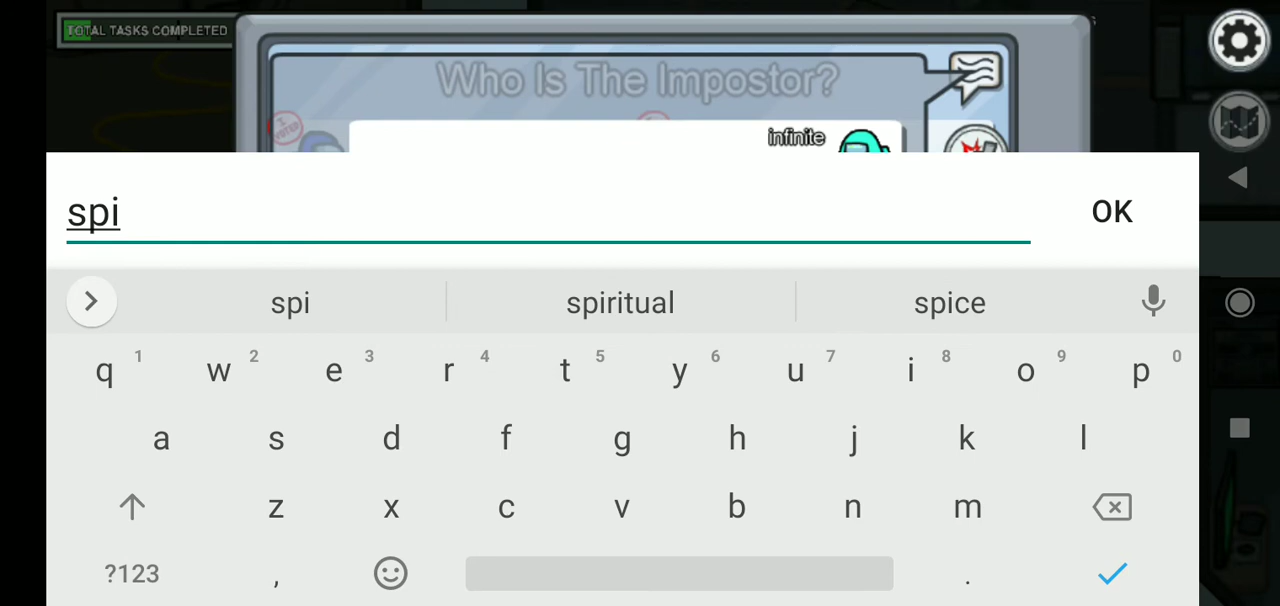 TOTAL TASKS COMPLETED
Who Is The Impostor?
I VOTED
infinite
spi
OK
spi spiritual spice
q 1 w 2 e 3 r 4 t 5 y 6 u 7 i 8 o 9 p 0
a s d f g h j k l
z x c v b n m
?123 , .